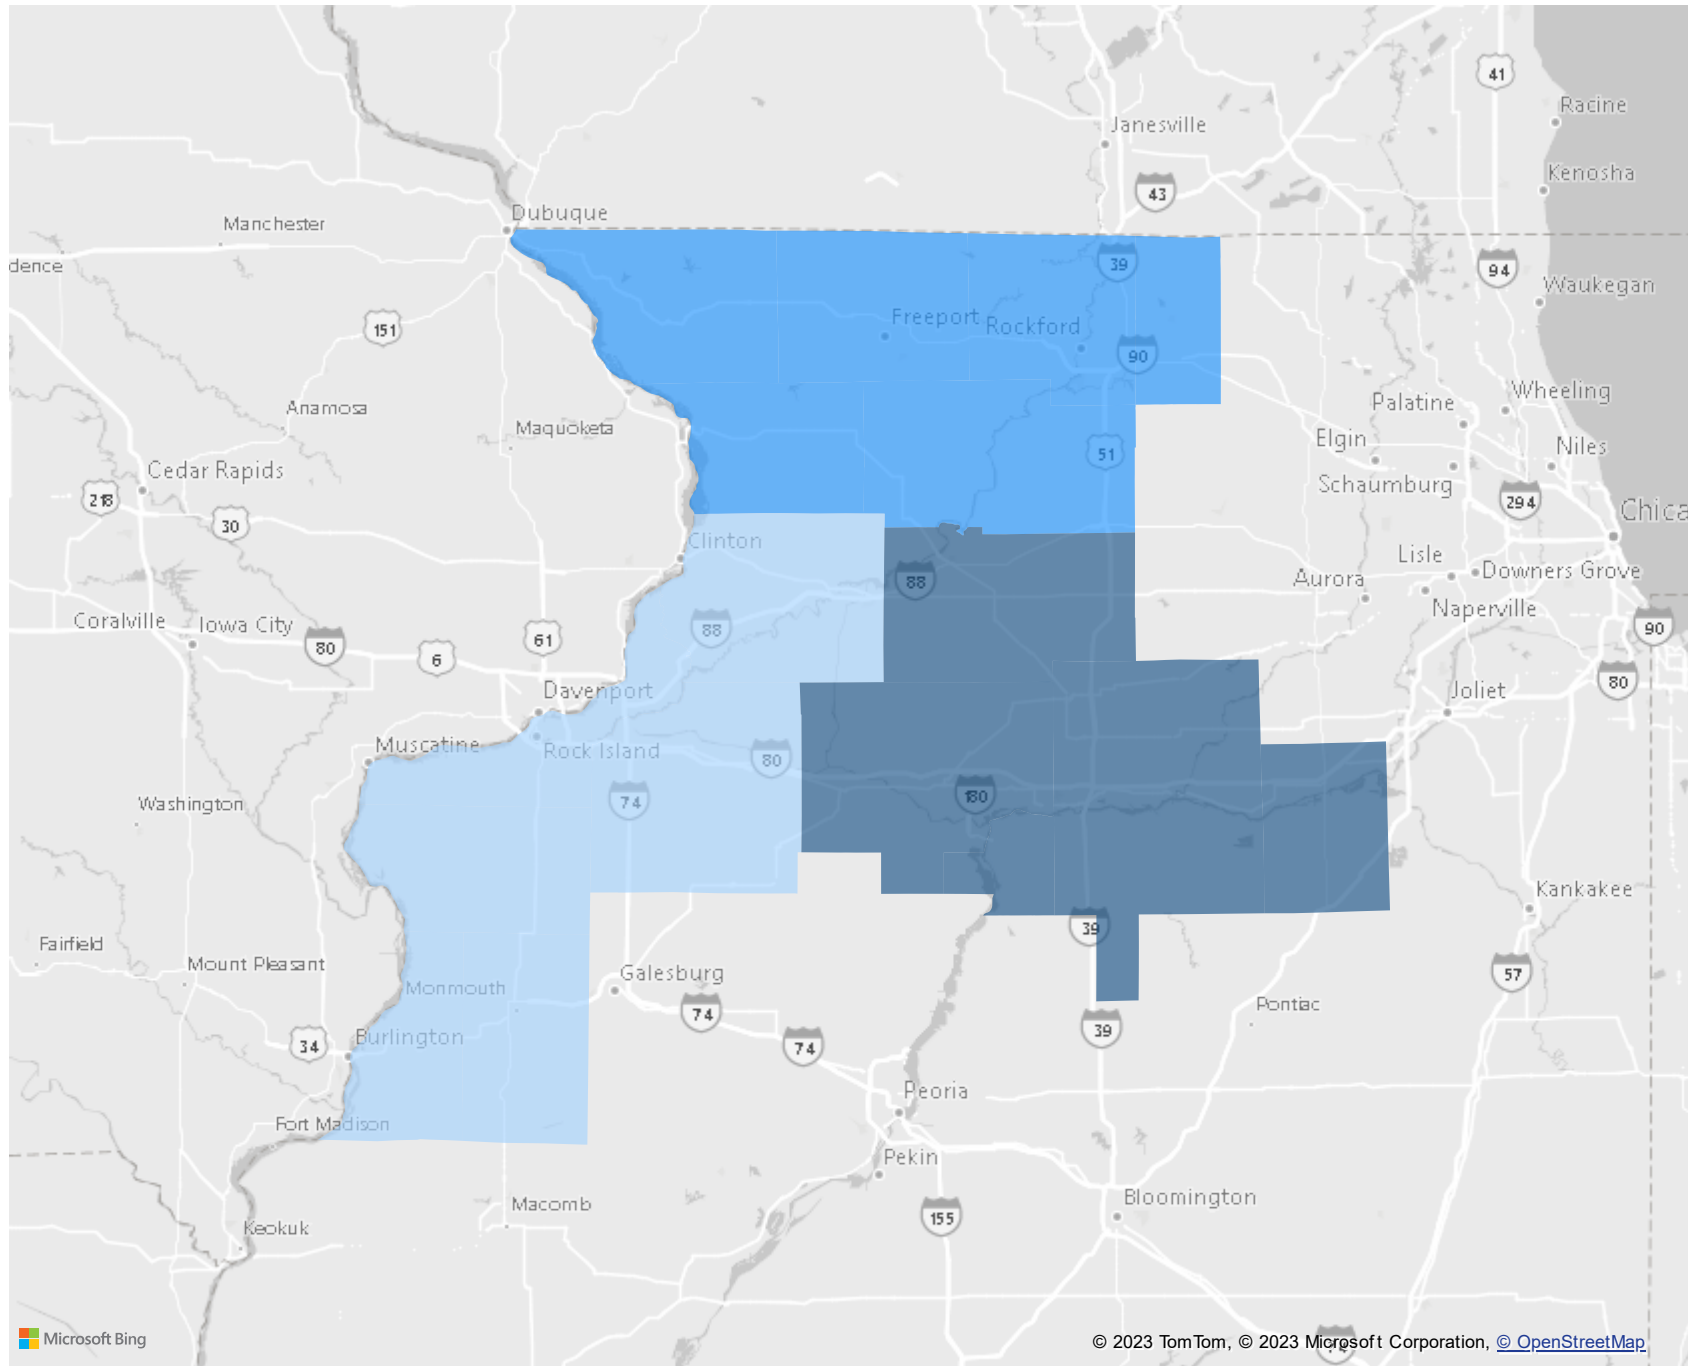 41
Racine
Janesville
Kenosha
43
Dubuque
Manchester
dence
39
94
Waukegan
151
Freeport
Rockford
90
Wheeling
Palatine
Anamosa
Maquoketa
Elgin
Niles
51
Cedar Rapids
Schaumburg
218
30
294
Chica
Clinton
Lisle
88
Aurora
Downers Grove
Naperville
Coralville
Iowa City
88
90
61
80
6
80
Davenport
Joliet
Muscatine
Rock Island
80
74
180
Washington
Kankakee
39
Fairfield
Mount Pleasant
Galesburg
57
Monmouth
74
Pontiac
39
34
Burlington
74
Peoria
Fort Madison
Pekin
Bloomington
Macomb
155
Keokuk
Microsoft Bing
© 2023 TomTom, © 2023 Microsoft Corporation, © OpenStreetMap